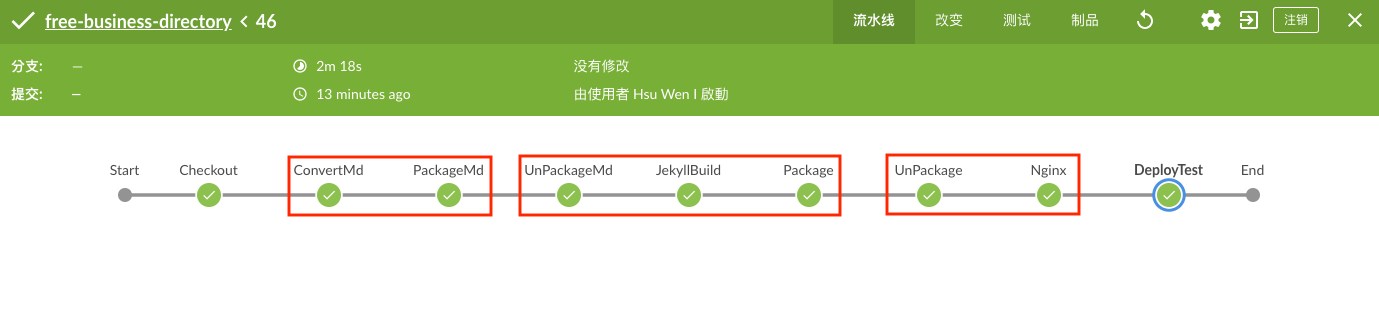 free-business-directory < 46 流水线 改变 测试 制品 注销
分支: — 2m 18s 没有修改
提交: – 13 minutes ago 由使用者 Hsu Wen I 啟動
Start Checkout ConvertMd PackageMd UnPackageMd JekyllBuild Package UnPackage Nginx DeployTest End